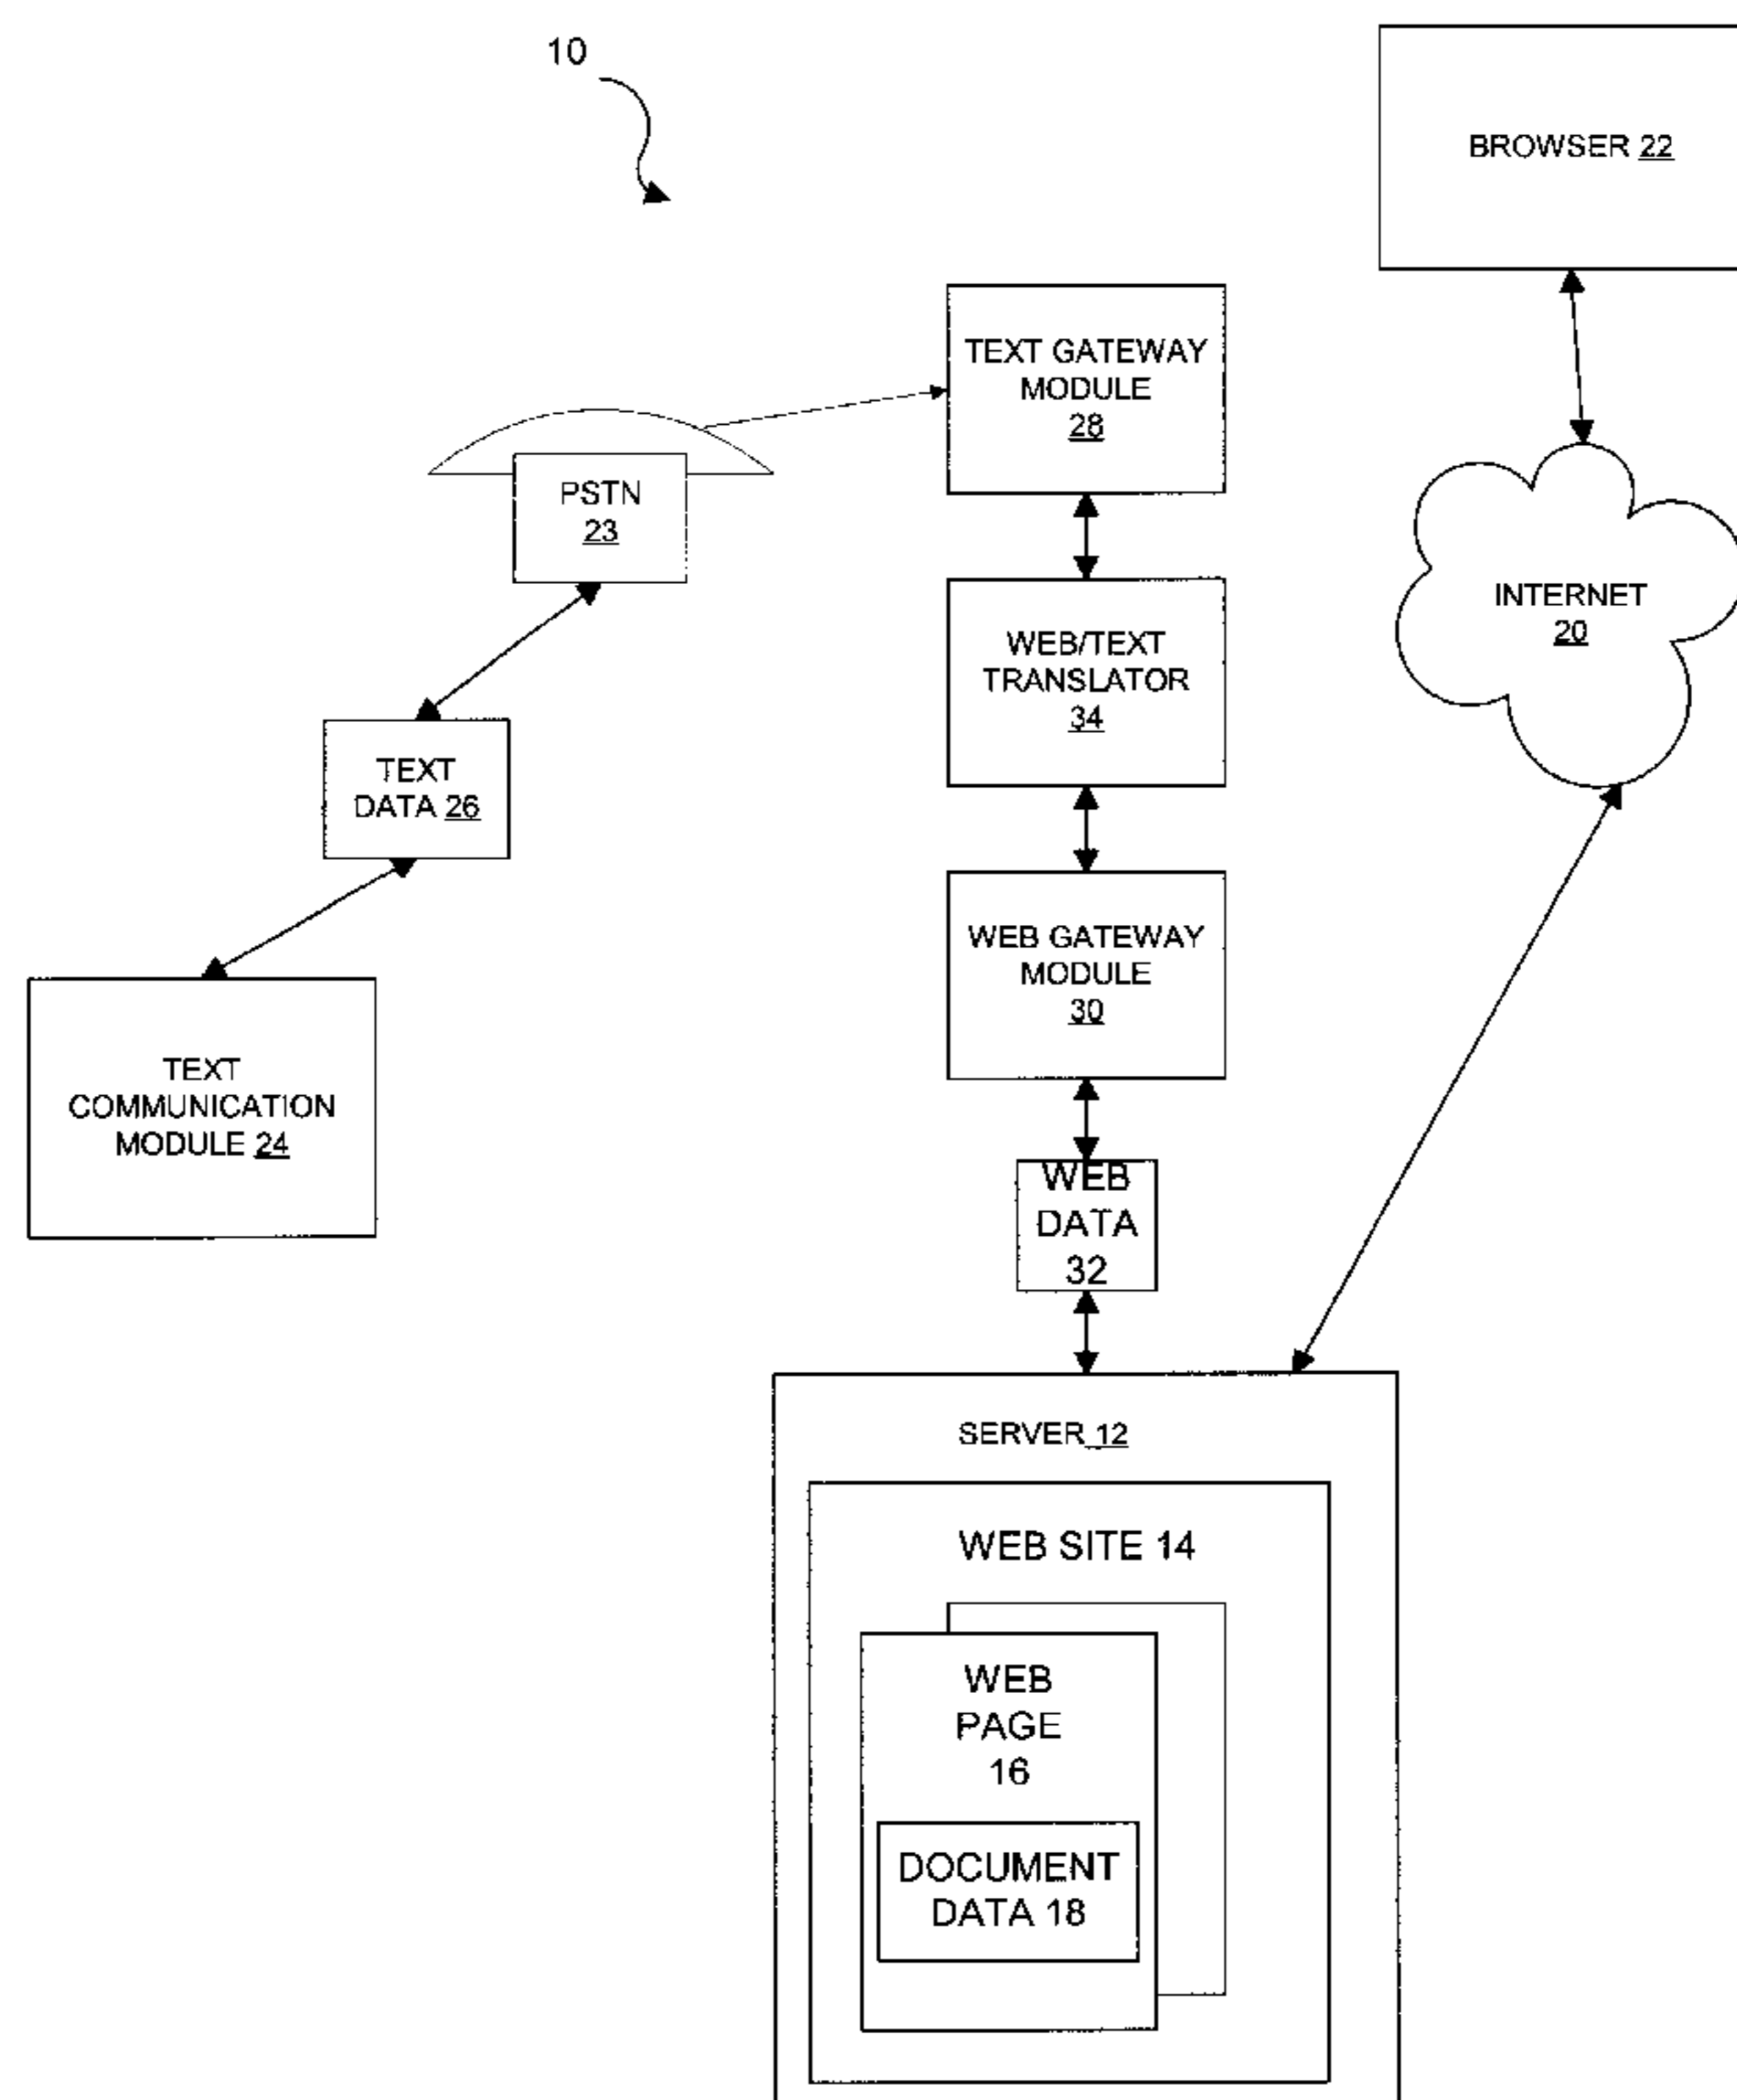 10
BROWSER 22
TEXT GATEWAY
MODULE
28
PSTN
23
WEB/TEXT
TRANSLATOR
34
INTERNET
20
TEXT
DATA 26
WEB GATEWAY
MODULE
30
TEXT
COMMUNICATION
MODULE 24
WEB
DATA
32
SERVER 12
WEB SITE 14
WEB
PAGE
16
DOCUMENT
DATA 18